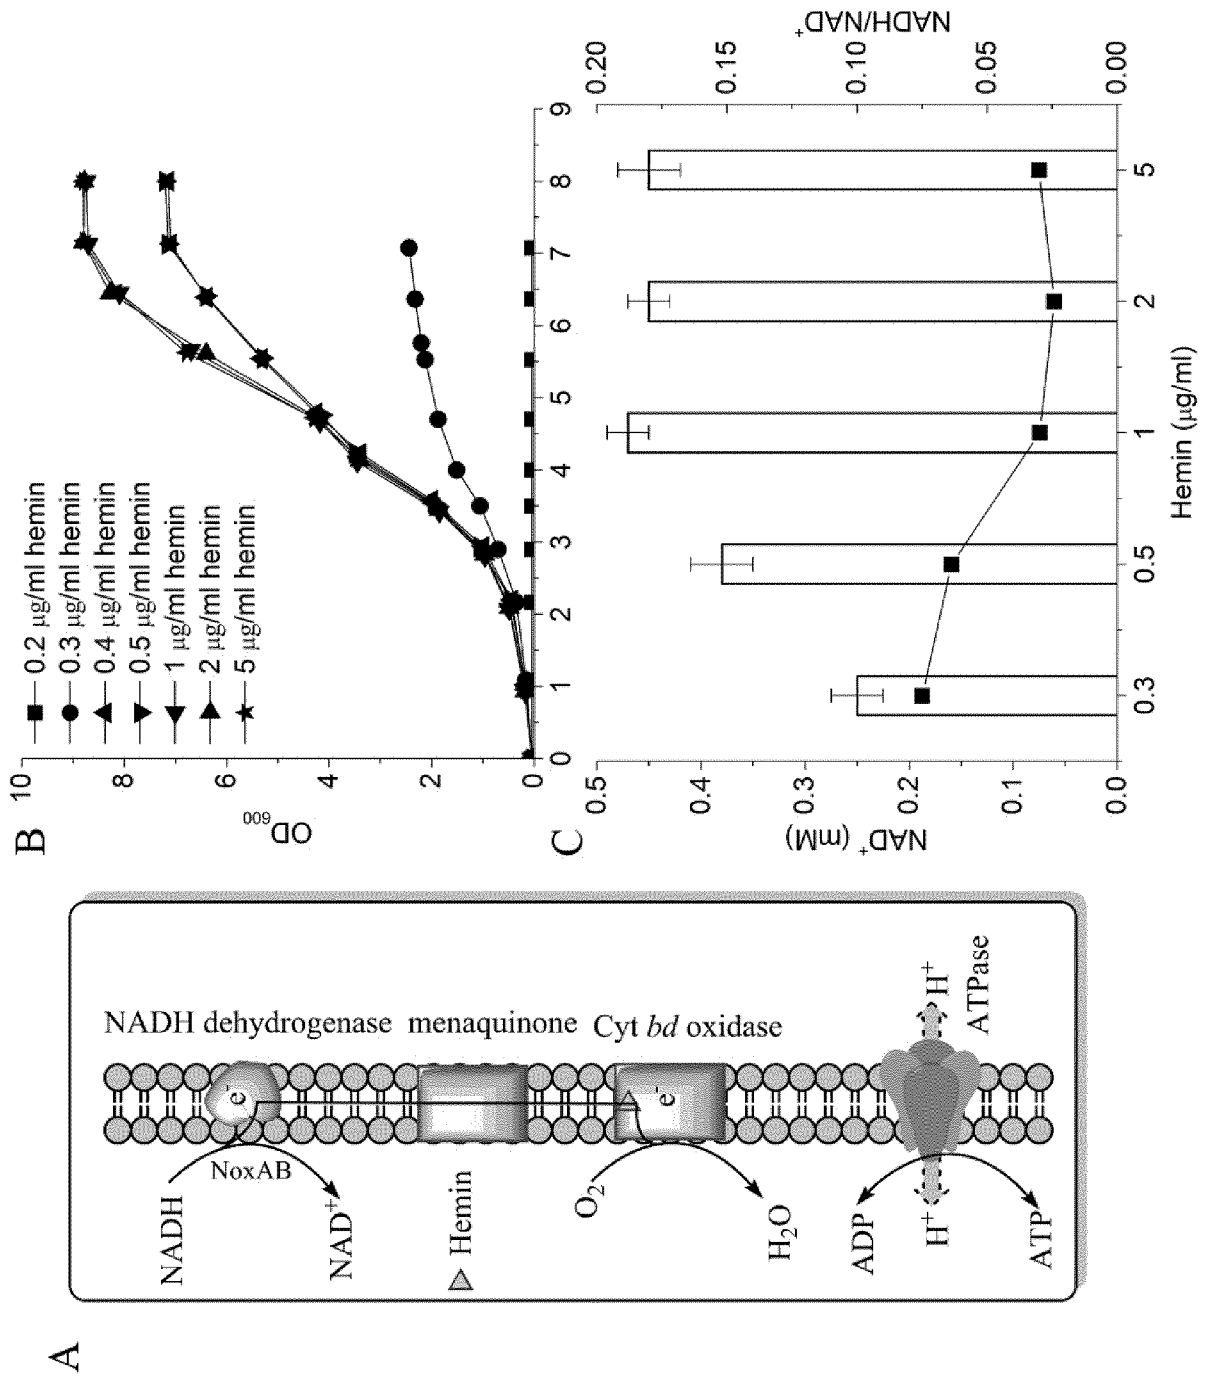 A
NADH dehydrogenase menaquinone Cyt bd oxidase
e-
e-
NoxAB
NADH
NAD+
Hemin
O2
H2O
ADP
H+
ATP
H+
ATPase
B
0.2 μg/ml hemin
0.3 μg/ml hemin
0.4 μg/ml hemin
0.5 μg/ml hemin
1 μg/ml hemin
2 μg/ml hemin
5 μg/ml hemin
OD600
10
8
6
4
2
0
0 1 2 3 4 5 6 7 8 9
C
NAD+ (mM)
0.5
0.4
0.3
0.2
0.1
0.0
0.3 0.5 1 2 5
Hemin (μg/ml)
0.20
0.15
0.10
0.05
0.00
NADH/NAD+